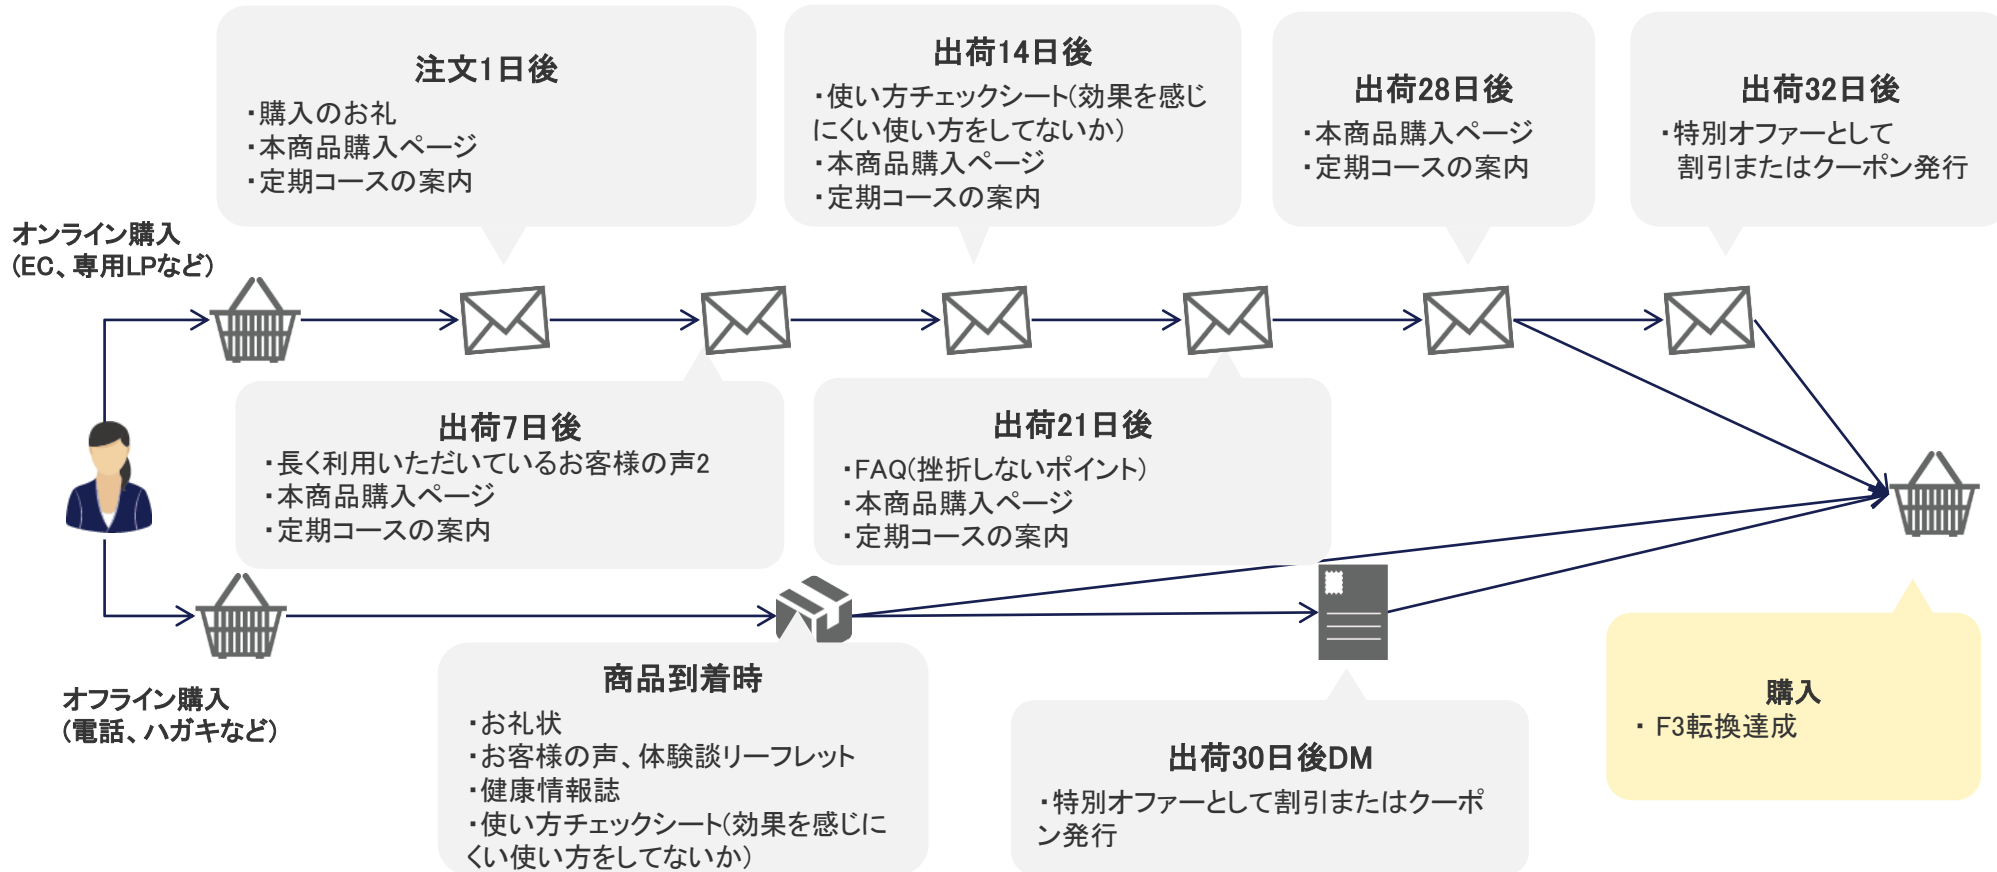 注文1日後
・購入のお礼
・本商品購入ページ
・定期コースの案内
出荷14日後
・使い方チェックシート(効果を感じ
にくい使い方をしてないか)
・本商品購入ページ
・定期コースの案内
出荷28日後
・本商品購入ページ
・定期コースの案内
出荷32日後
・特別オファーとして
割引またはクーポン発行
オンライン購入
(EC、専用LPなど)
出荷7日後
・長く利用いただいているお客様の声2
・本商品購入ページ
・定期コースの案内
出荷21日後
・FAQ(挫折しないポイント)
・本商品購入ページ
・定期コースの案内
オフライン購入
(電話、ハガキなど)
商品到着時
・お礼状
・お客様の声、体験談リーフレット
・健康情報誌
・使い方チェックシート(効果を感じに
くい使い方をしてないか)
出荷30日後DM
・特別オファーとして割引またはクーポ
ン発行
購入
・ F3転換達成